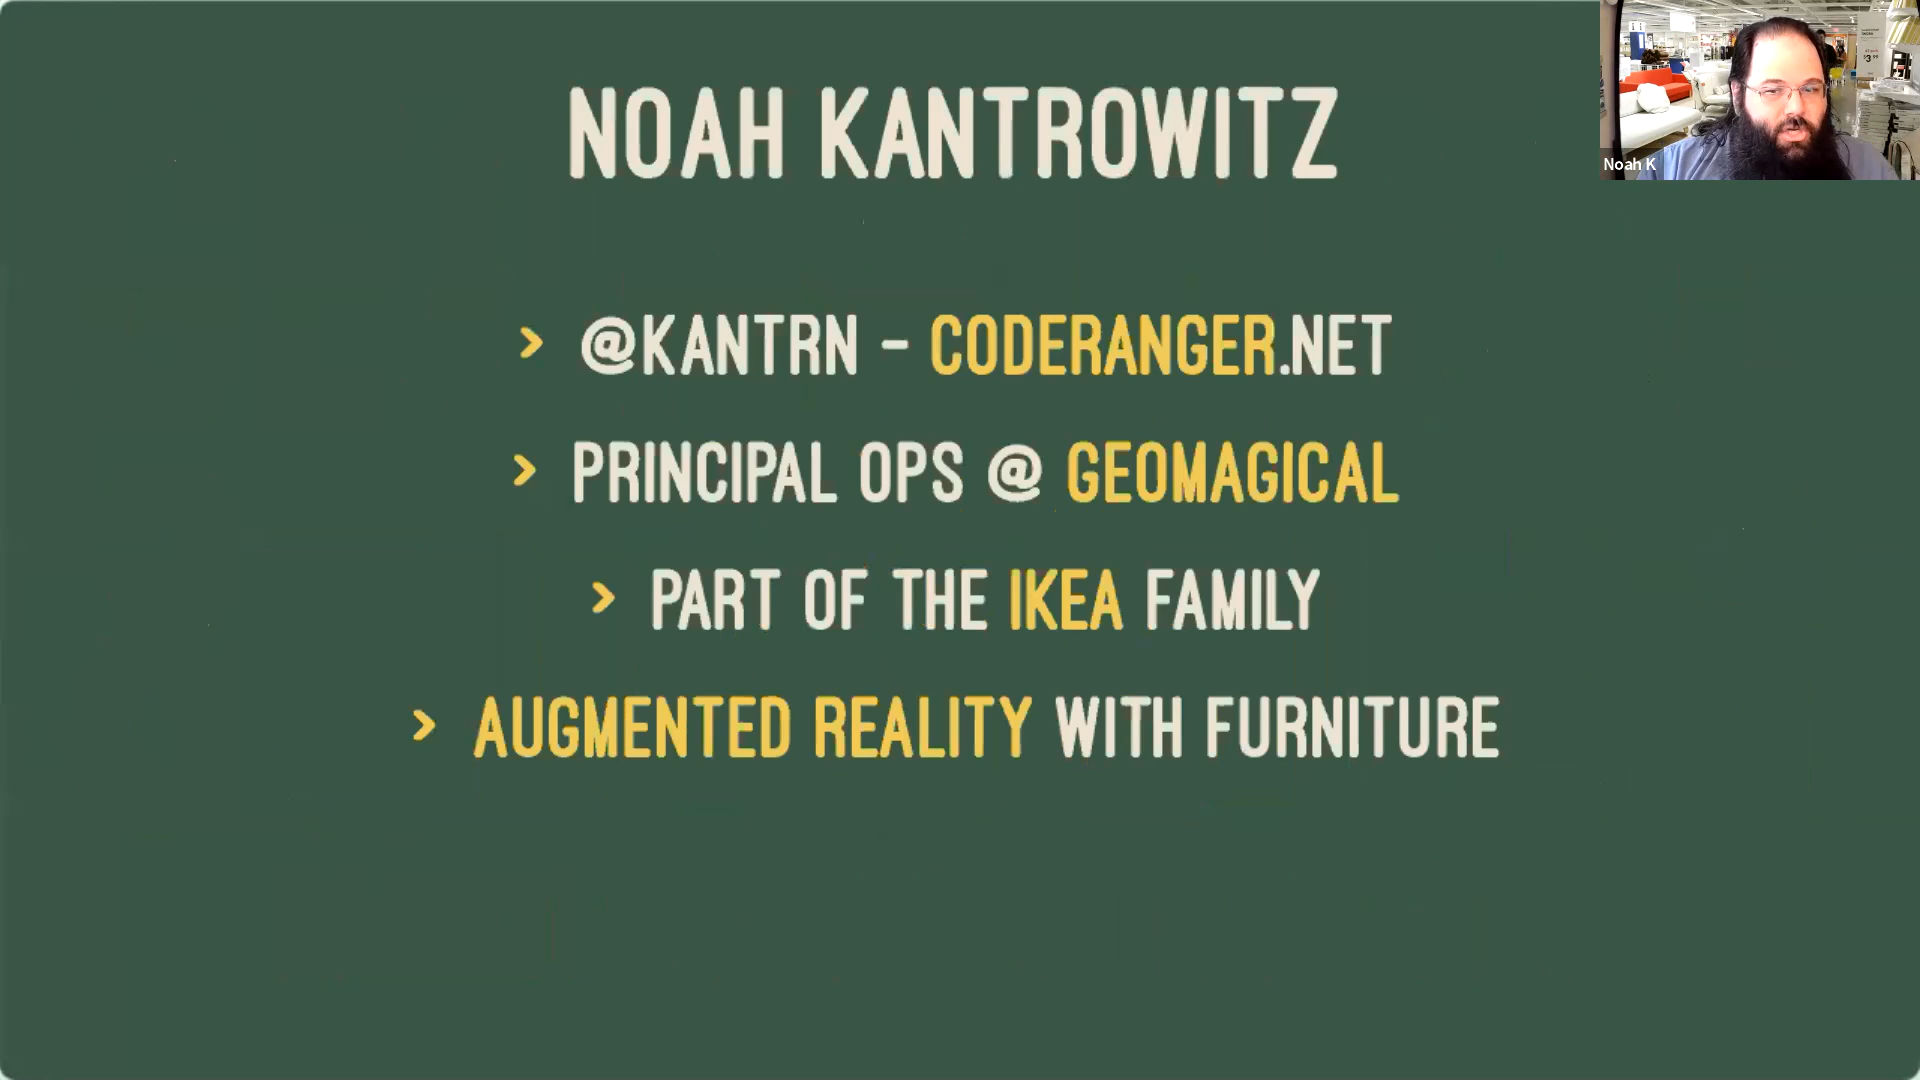 NOAH KANTROWITZ
@KANTRN - CODERANGER.NET
PRINCIPAL OPS @ GEOMAGICAL
PART OF THE IKEA FAMILY
AUGMENTED REALITY WITH FURNITURE
Noah K